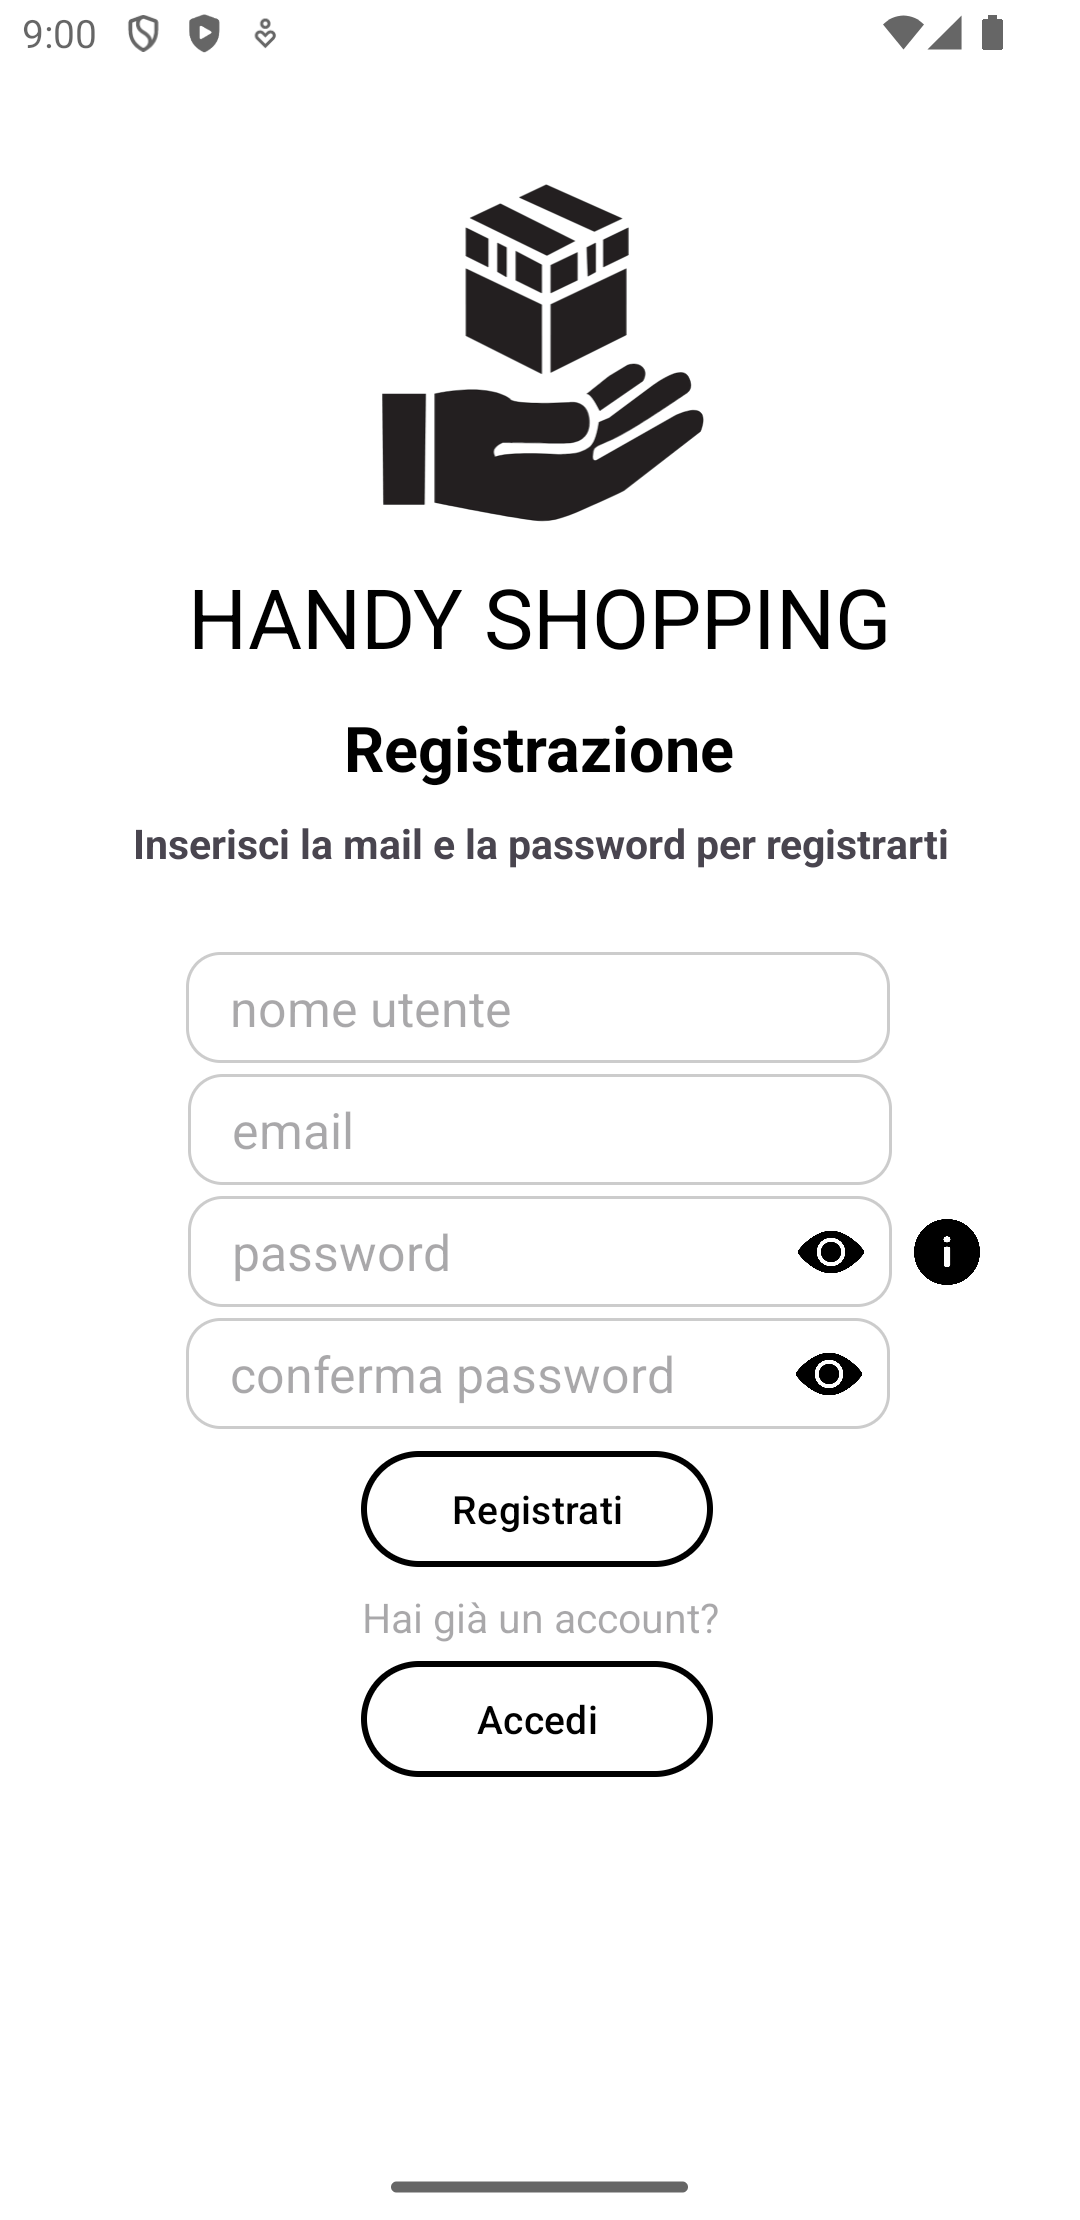 9:00
HANDY SHOPPING
Registrazione
Inserisci la mail e la password per registrarti
nome utente
email
password
i
conferma password
Registrati
Hai già un account?
Accedi